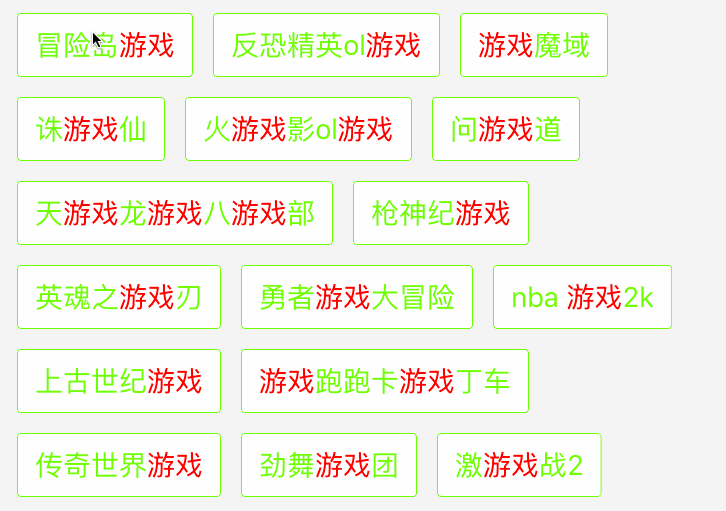 冒险岛游戏 反恐精英ol游戏 游戏魔域
诛游戏仙 火游戏影ol游戏 问游戏道
天游戏龙游戏八游戏部 枪神纪游戏
英魂之游戏刃 勇者游戏大冒险 nba 游戏2k
上古世纪游戏 游戏跑跑卡游戏丁车
传奇世界游戏 劲舞游戏团 激游戏战2